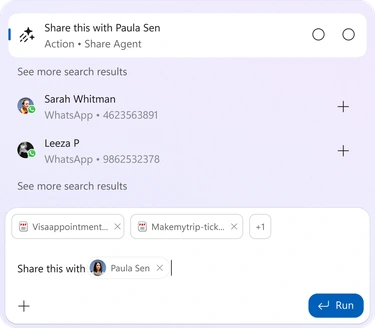 Share this with Paula Sen
Action • Share Agent
See more search results
Sarah Whitman
WhatsApp • 4623563891
Leeza P
WhatsApp • 9862532378
See more search results
Visaappointment... Makemytrip-tick... +1
Share this with Paula Sen
Run